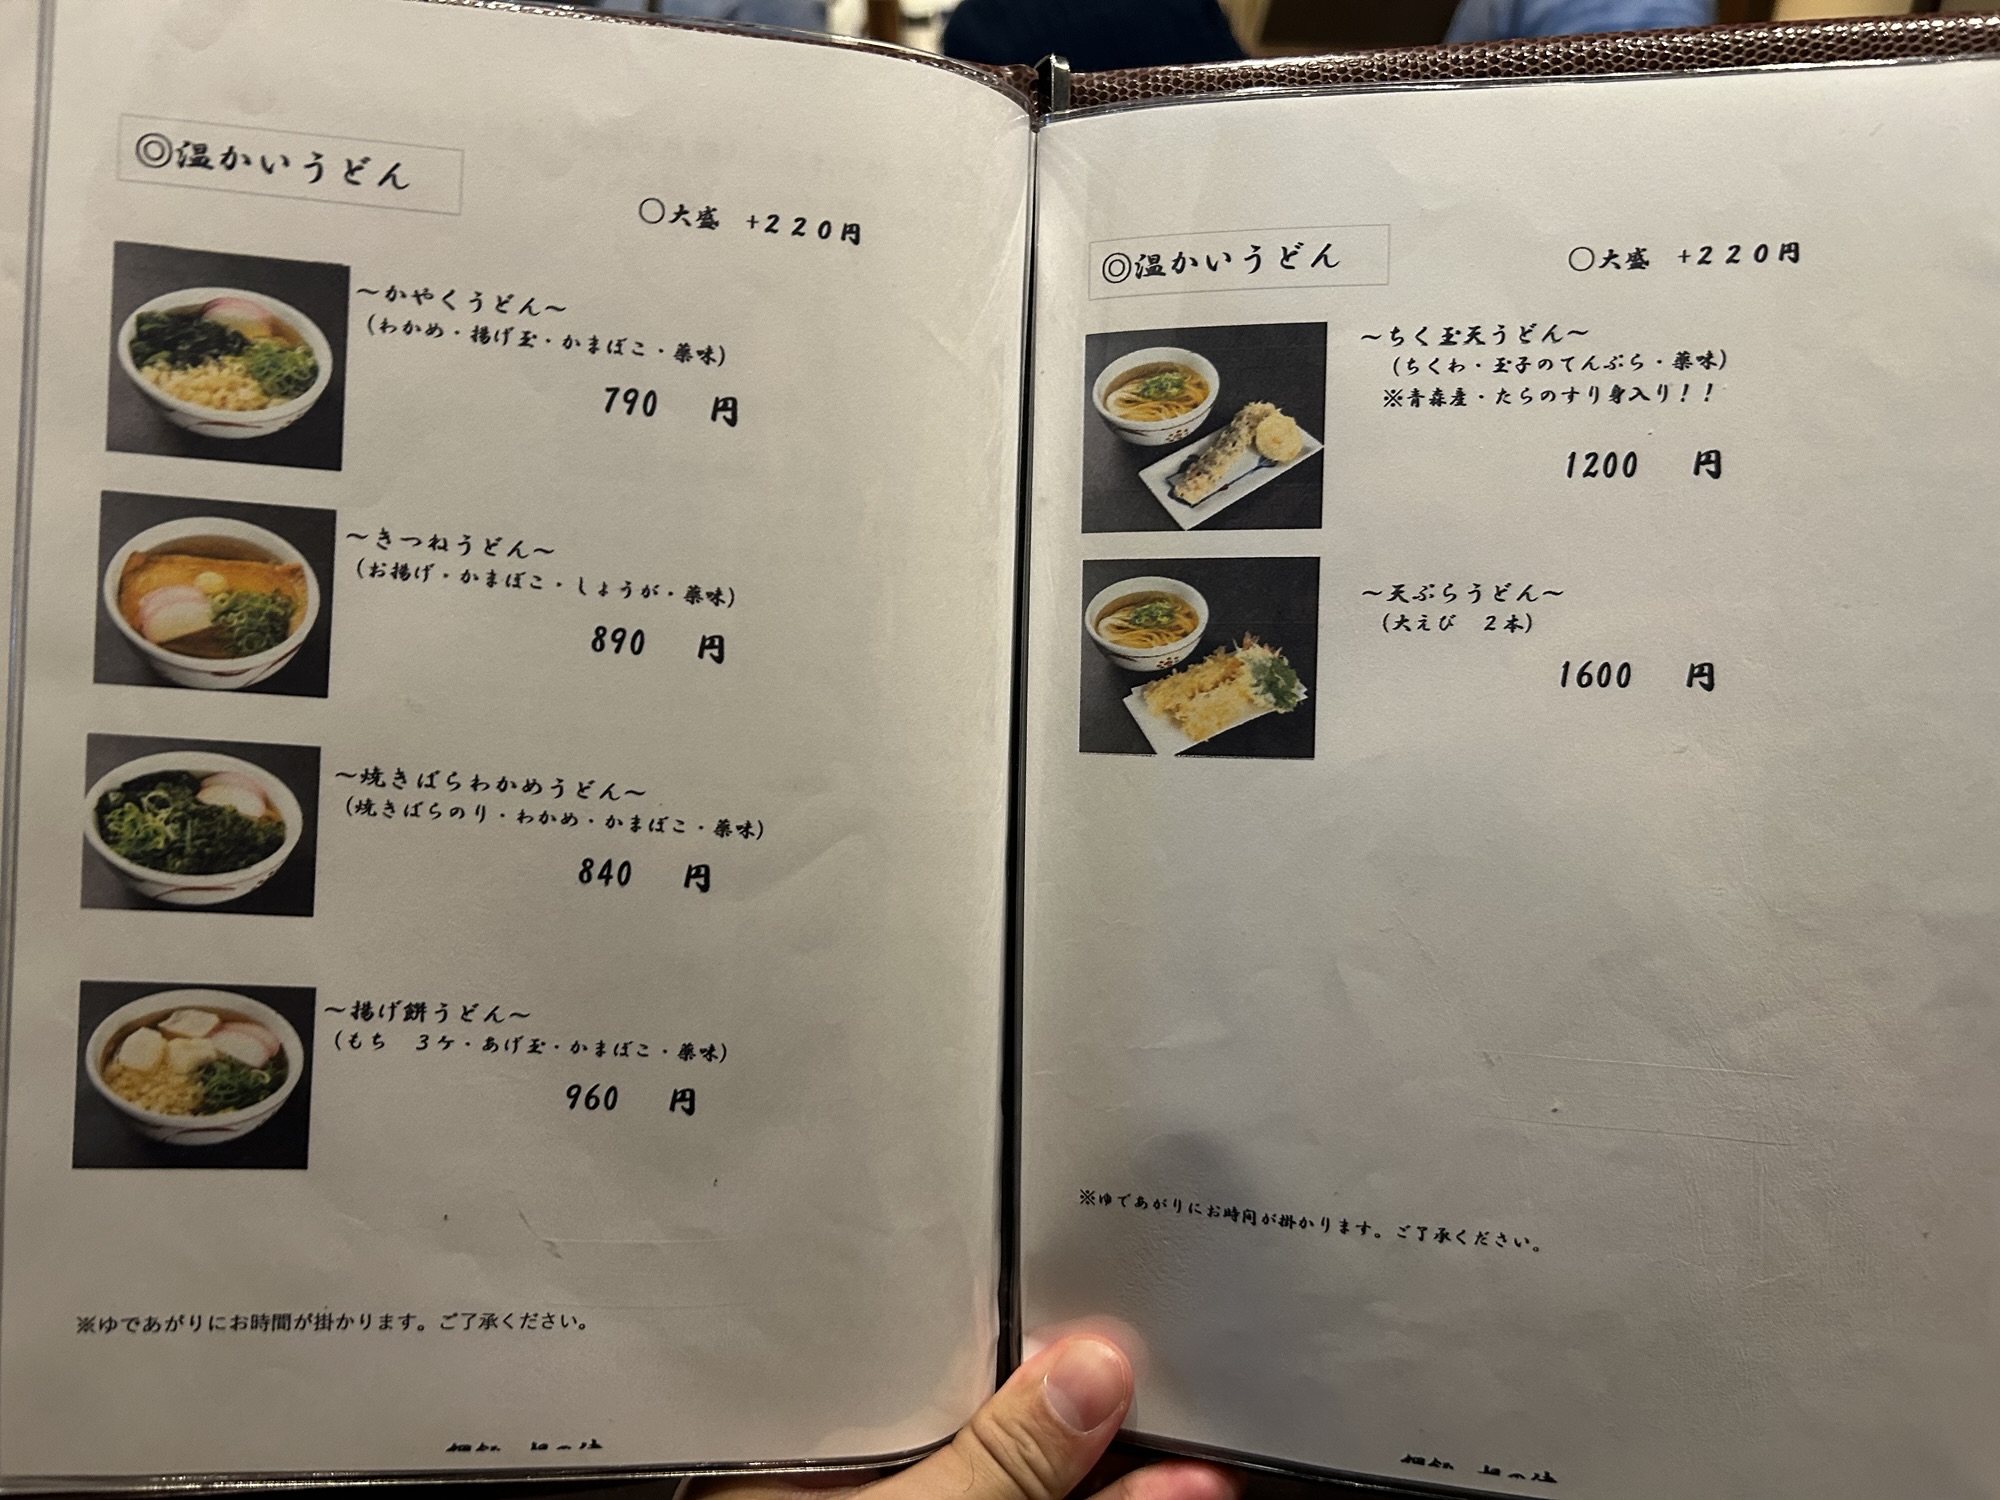 ◎温かいうどん
○大盛 +220円
～かやくうどん～
(わかめ・揚げ玉・かまぼこ・薬味)
790 円
～きつねうどん～
(お揚げ・かまぼこ・しょうが・薬味)
890 円
～焼きばらわかめうどん～
(焼きばらのり・わかめ・かまぼこ・薬味)
840 円
～揚げ餅うどん～
(もち 3ケ・あげ玉・かまぼこ・薬味)
960 円
※ゆであがりにお時間が掛かります。ご了承ください。
◎温かいうどん
○大盛 +220円
～ちく玉天うどん～
(ちくわ・玉子のてんぷら・薬味)
※青森産・たらのすり身入り！！
1200 円
～天ぷらうどん～
(大えび 2本)
1600 円
※ゆであがりにお時間が掛かります。ご了承ください。